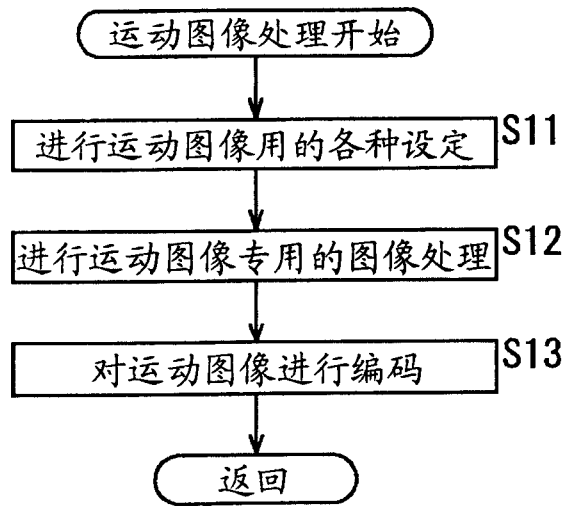 运动图像处理开始
进行运动图像用的各种设定 S11
进行运动图像专用的图像处理 S12
对运动图像进行编码 S13
返回